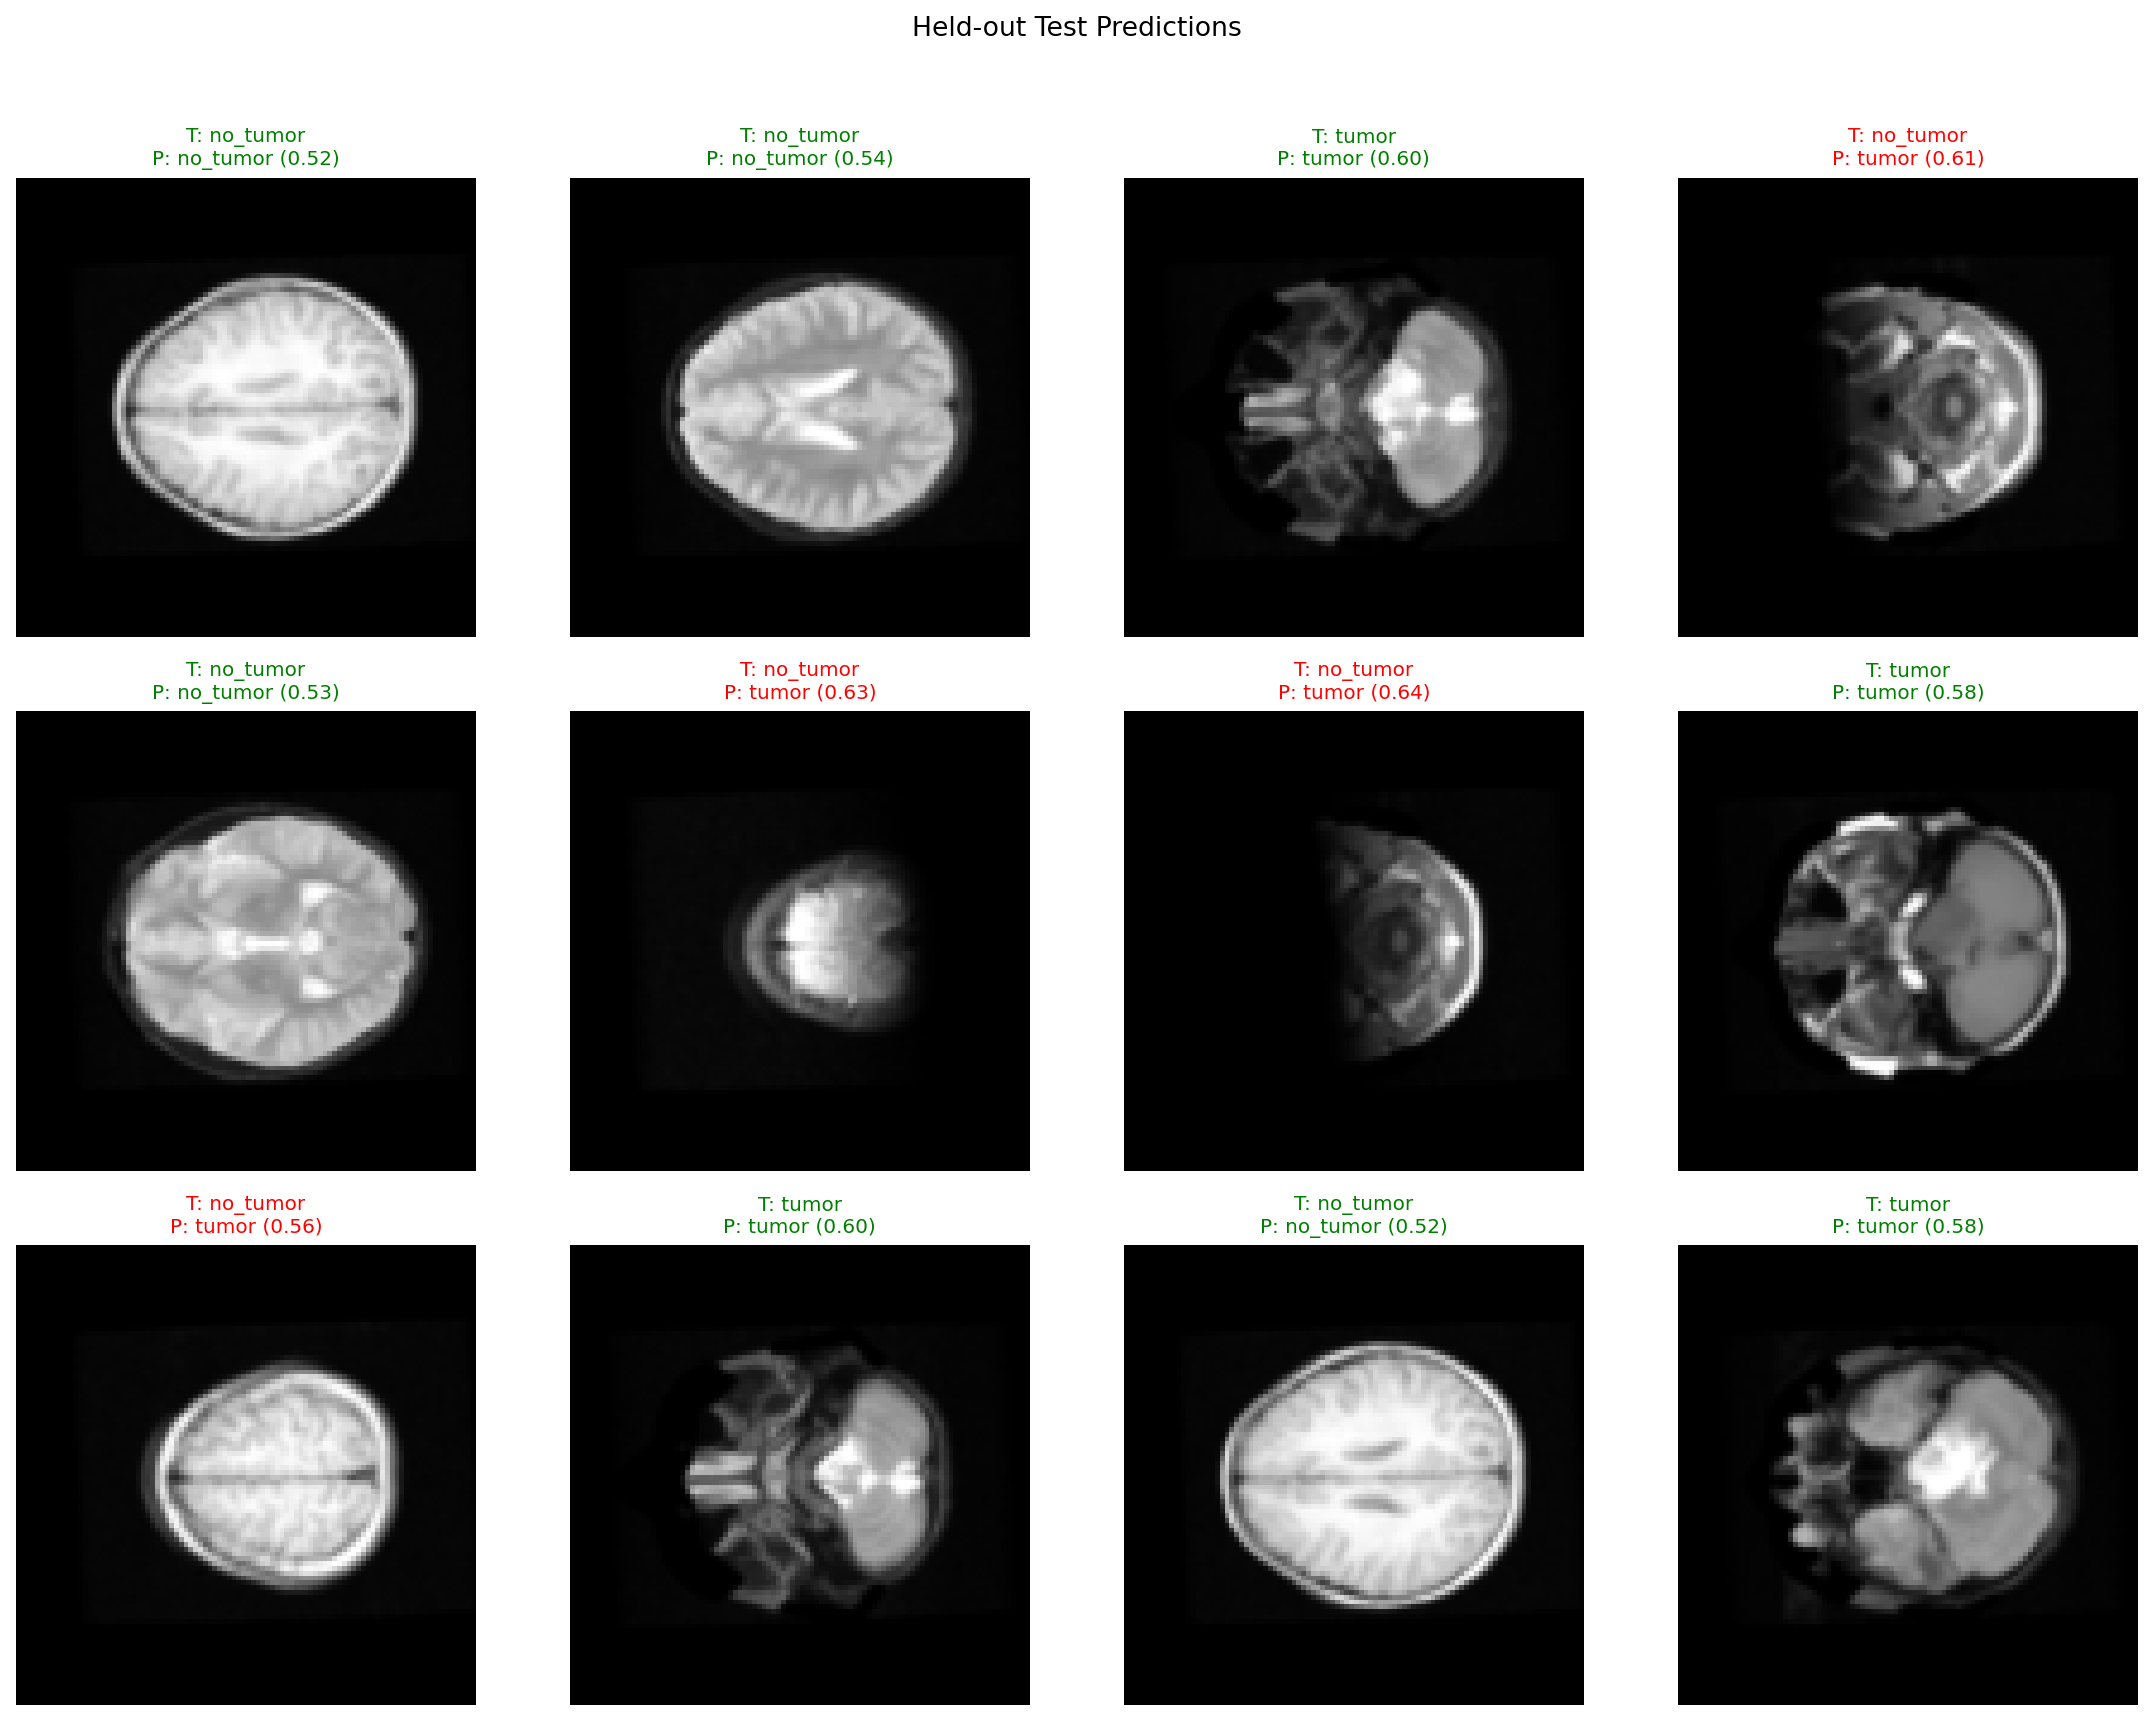 Held-out Test Predictions
T: no_tumor
P: no_tumor (0.52)
T: no_tumor
P: no_tumor (0.54)
T: tumor
P: tumor (0.60)
T: no_tumor
P: tumor (0.61)
T: no_tumor
P: no_tumor (0.53)
T: no_tumor
P: tumor (0.63)
T: no_tumor
P: tumor (0.64)
T: tumor
P: tumor (0.58)
T: no_tumor
P: tumor (0.56)
T: tumor
P: tumor (0.60)
T: no_tumor
P: no_tumor (0.52)
T: tumor
P: tumor (0.58)